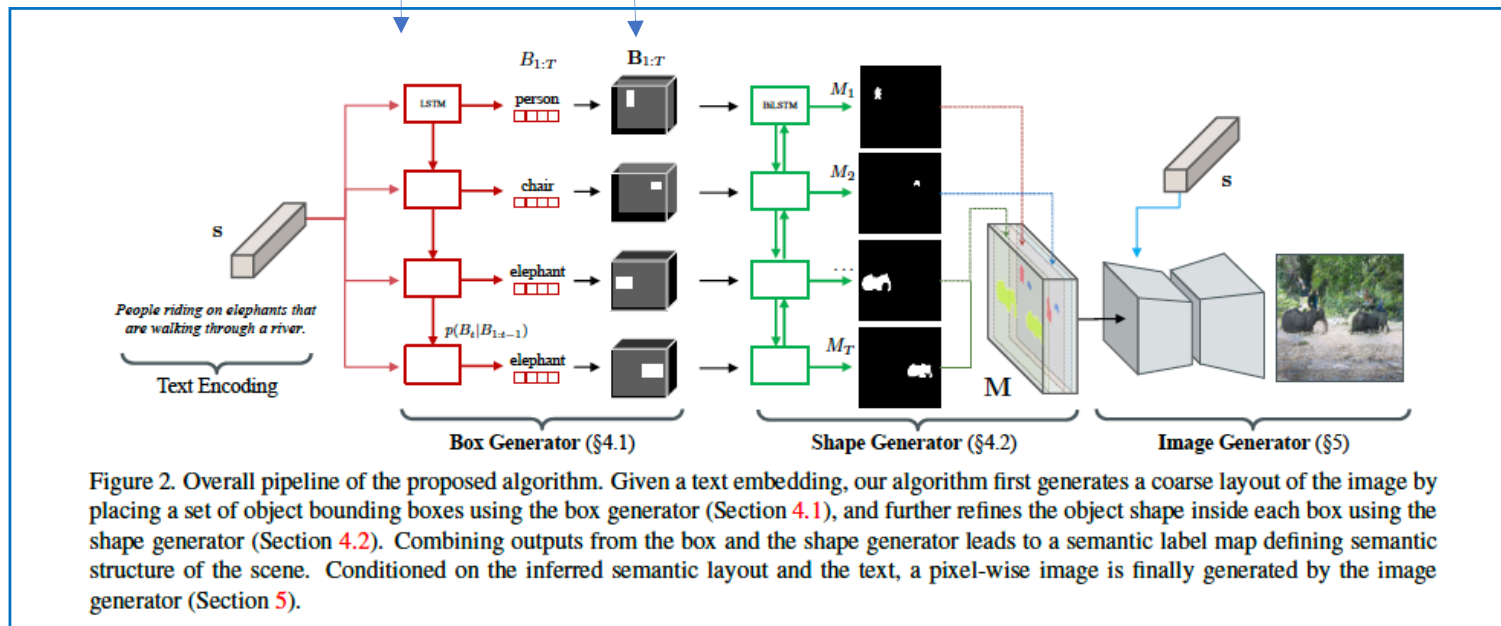 B1:T
B1:T
LSTM
person
BiLSTM
M1
chair
M2
s
s
elephant
...
People riding on elephants that
are walking through a river.
p(Bt|B1:t−1)
elephant
MT
M
Text Encoding
Box Generator (§4.1)
Shape Generator (§4.2)
Image Generator (§5)
Figure 2. Overall pipeline of the proposed algorithm. Given a text embedding, our algorithm first generates a coarse layout of the image by
placing a set of object bounding boxes using the box generator (Section 4.1), and further refines the object shape inside each box using the
shape generator (Section 4.2). Combining outputs from the box and the shape generator leads to a semantic label map defining semantic
structure of the scene. Conditioned on the inferred semantic layout and the text, a pixel-wise image is finally generated by the image
generator (Section 5).